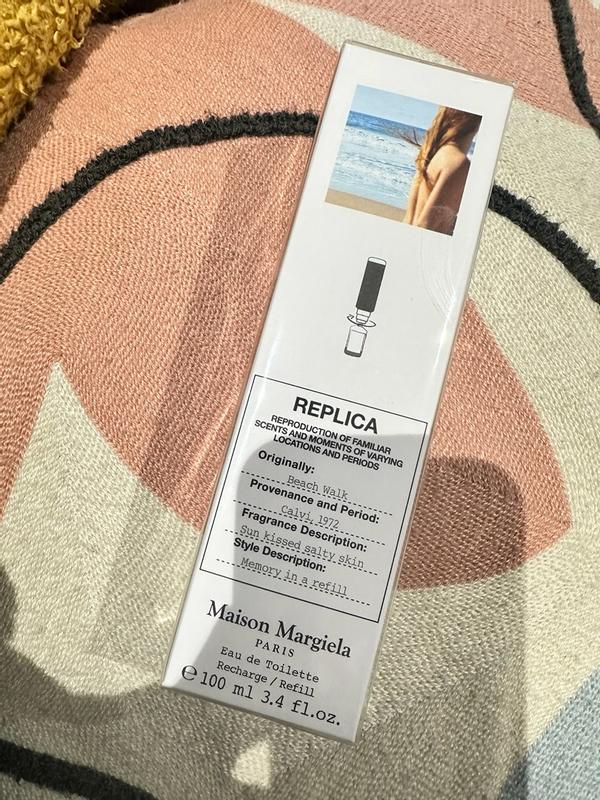 REPLICA
REPRODUCTION OF FAMILIAR
SCENTS AND MOMENTS OF VARYING
LOCATIONS AND PERIODS
Originally:
Beach Walk
Provenance and Period:
Calvi, 1972
Fragrance Description:
Sun kissed salty skin
Style Description:
Memory in a refill
Maison Margiela
PARIS
Eau de Toilette
Recharge / Refill
℮ 100 ml 3.4 fl.oz.